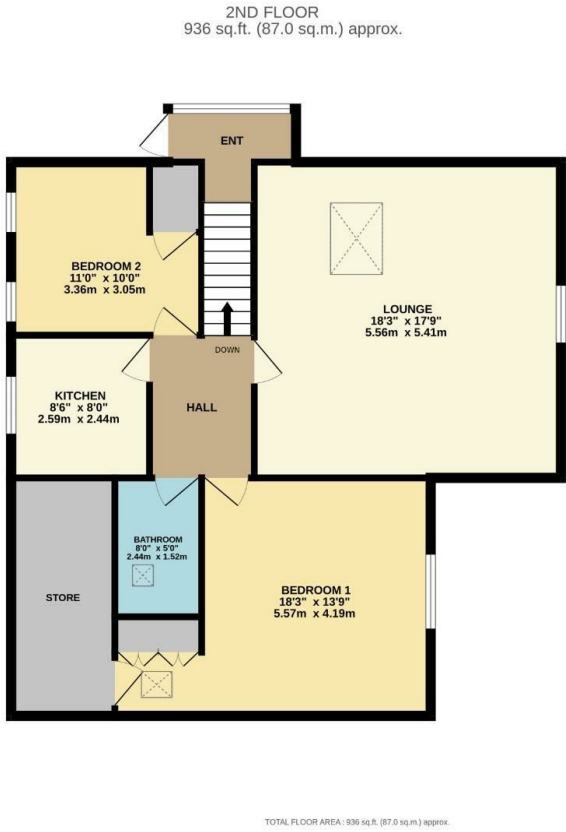 2ND FLOOR
936 sq.ft. (87.0 sq.m.) approx.
ENT
BEDROOM 2
11'0" x 10'0"
3.36m x 3.05m
LOUNGE
18'3" x 17'9"
5.56m x 5.41m
DOWN
KITCHEN
8'6" x 8'0"
2.59m x 2.44m
HALL
BATHROOM
8'0" x 5'0"
2.44m x 1.52m
STORE
BEDROOM 1
18'3" x 13'9"
5.57m x 4.19m
TOTAL FLOOR AREA : 936 sq.ft. (87.0 sq.m.) approx.